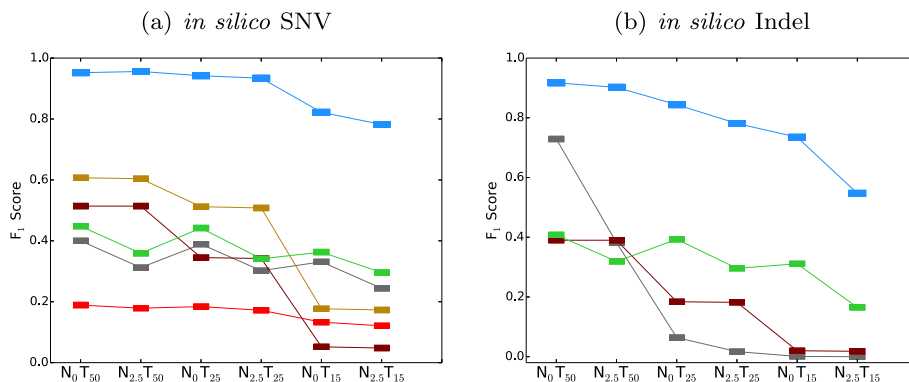 (a) in silico SNV
(b) in silico Indel
1.0
0.8
0.6
0.4
0.2
0.0
F₁ Score
N₀T₅₀ N₂.₅T₅₀ N₀T₂₅ N₂.₅T₂₅ N₀T₁₅ N₂.₅T₁₅
1.0
0.8
0.6
0.4
0.2
0.0
F₁ Score
N₀T₅₀ N₂.₅T₅₀ N₀T₂₅ N₂.₅T₂₅ N₀T₁₅ N₂.₅T₁₅